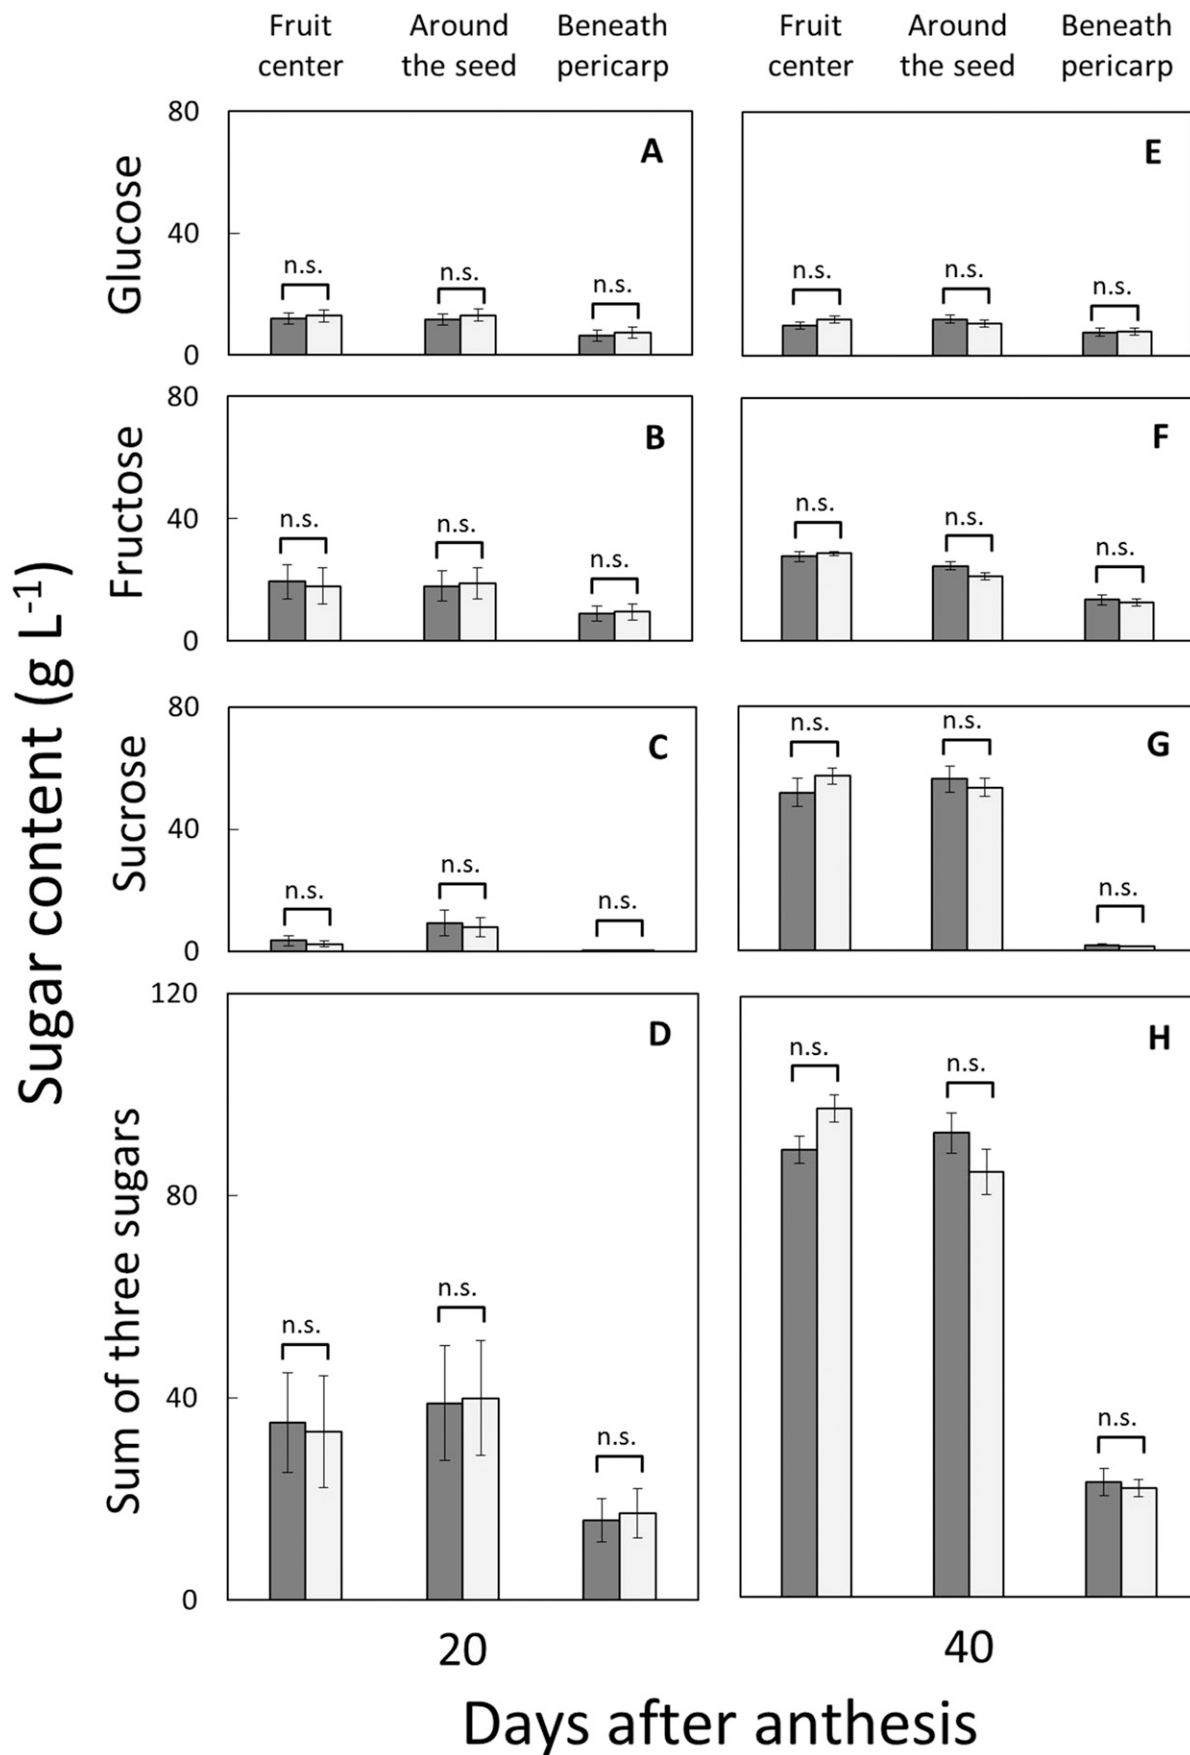 Fruit center
Around the seed
Beneath pericarp
Fruit center
Around the seed
Beneath pericarp
Sugar content (g L⁻¹)
Glucose
80
40
0
A
n.s.
n.s.
n.s.
E
n.s.
n.s.
n.s.
Fructose
80
40
0
B
n.s.
n.s.
n.s.
F
n.s.
n.s.
n.s.
Sucrose
80
40
0
C
n.s.
n.s.
n.s.
G
n.s.
n.s.
n.s.
Sum of three sugars
120
80
40
0
D
n.s.
n.s.
n.s.
H
n.s.
n.s.
n.s.
20
40
Days after anthesis